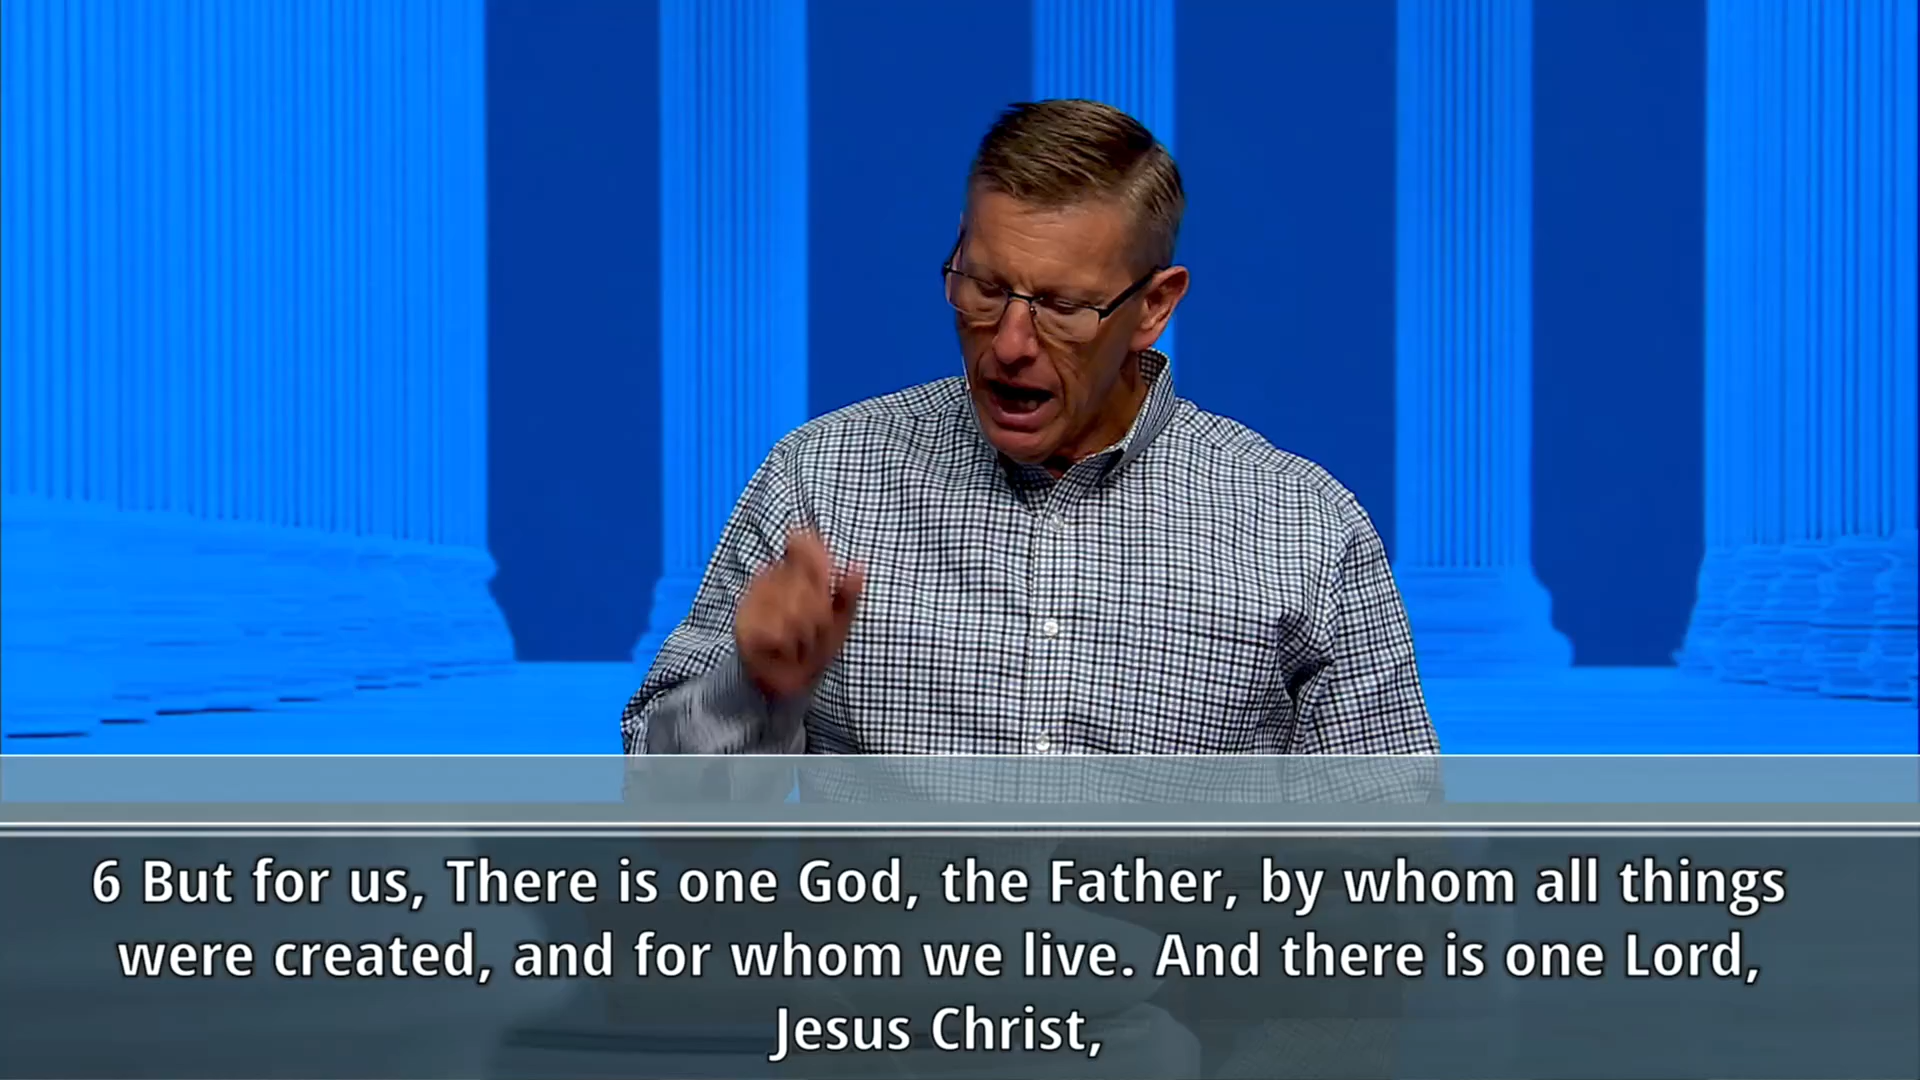 6 But for us, There is one God, the Father, by whom all things
were created, and for whom we live. And there is one Lord,
Jesus Christ,